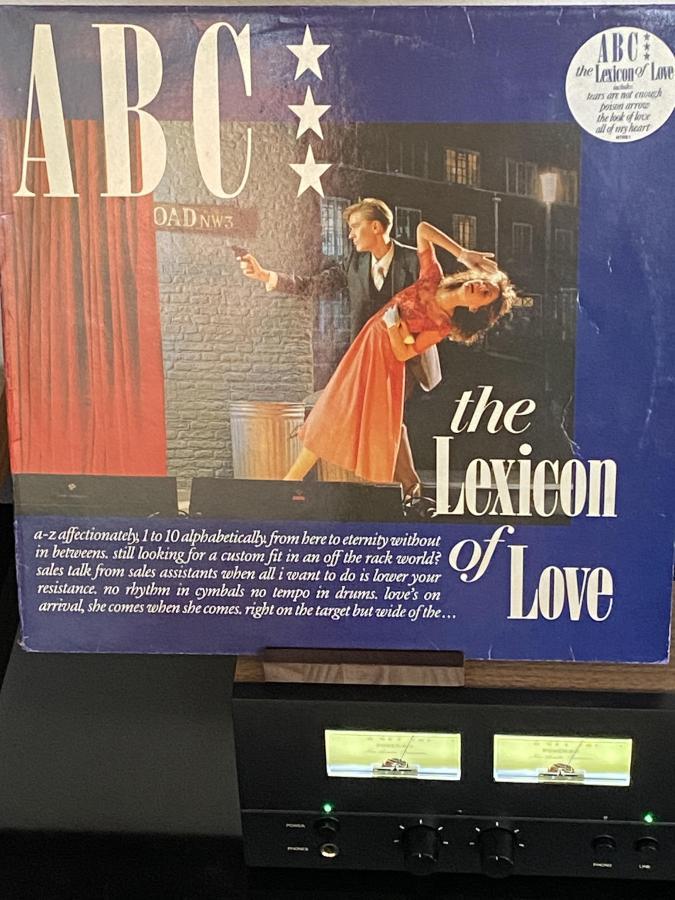 ABC
ABC
the Lexicon of Love
includes
tears are not enough
poison arrow
the look of love
all of my heart
OAD NW3
the
Lexicon
of
Love
a-z affectionately, 1 to 10 alphabetically, from here to eternity without
in betweens. still looking for a custom fit in an off the rack world?
sales talk from sales assistants when all i want to do is lower your
resistance. no rhythm in cymbals no tempo in drums. love's on
arrival, she comes when she comes. right on the target but wide of the...
POWER
PHONES
PHONO
LINE